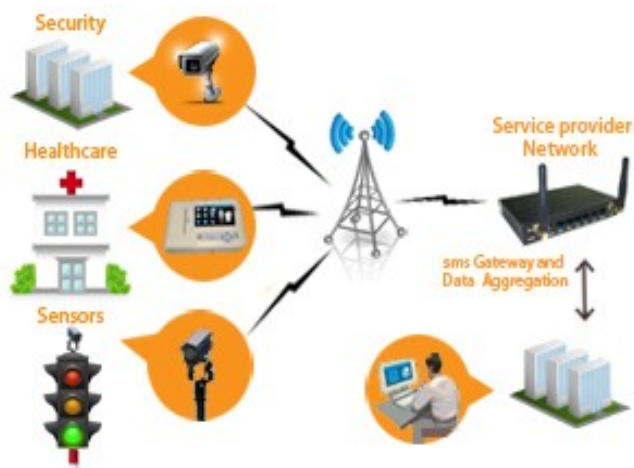 Security
Healthcare
Sensors
Service provider
Network
sms Gateway and
Data Aggregation